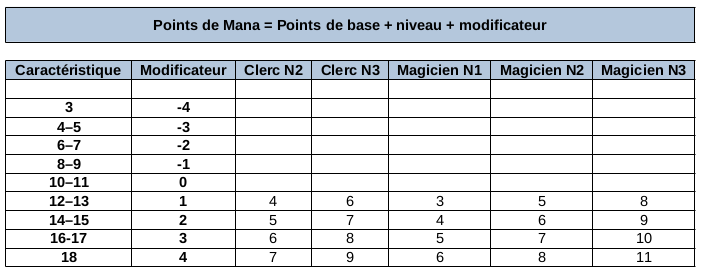 Points de Mana = Points de base + niveau + modificateur
Caractéristique Modificateur Clerc N2 Clerc N3 Magicien N1 Magicien N2 Magicien N3
3 -4
4–5 -3
6–7 -2
8–9 -1
10–11 0
12–13 1 4 6 3 5 8
14–15 2 5 7 4 6 9
16-17 3 6 8 5 7 10
18 4 7 9 6 8 11